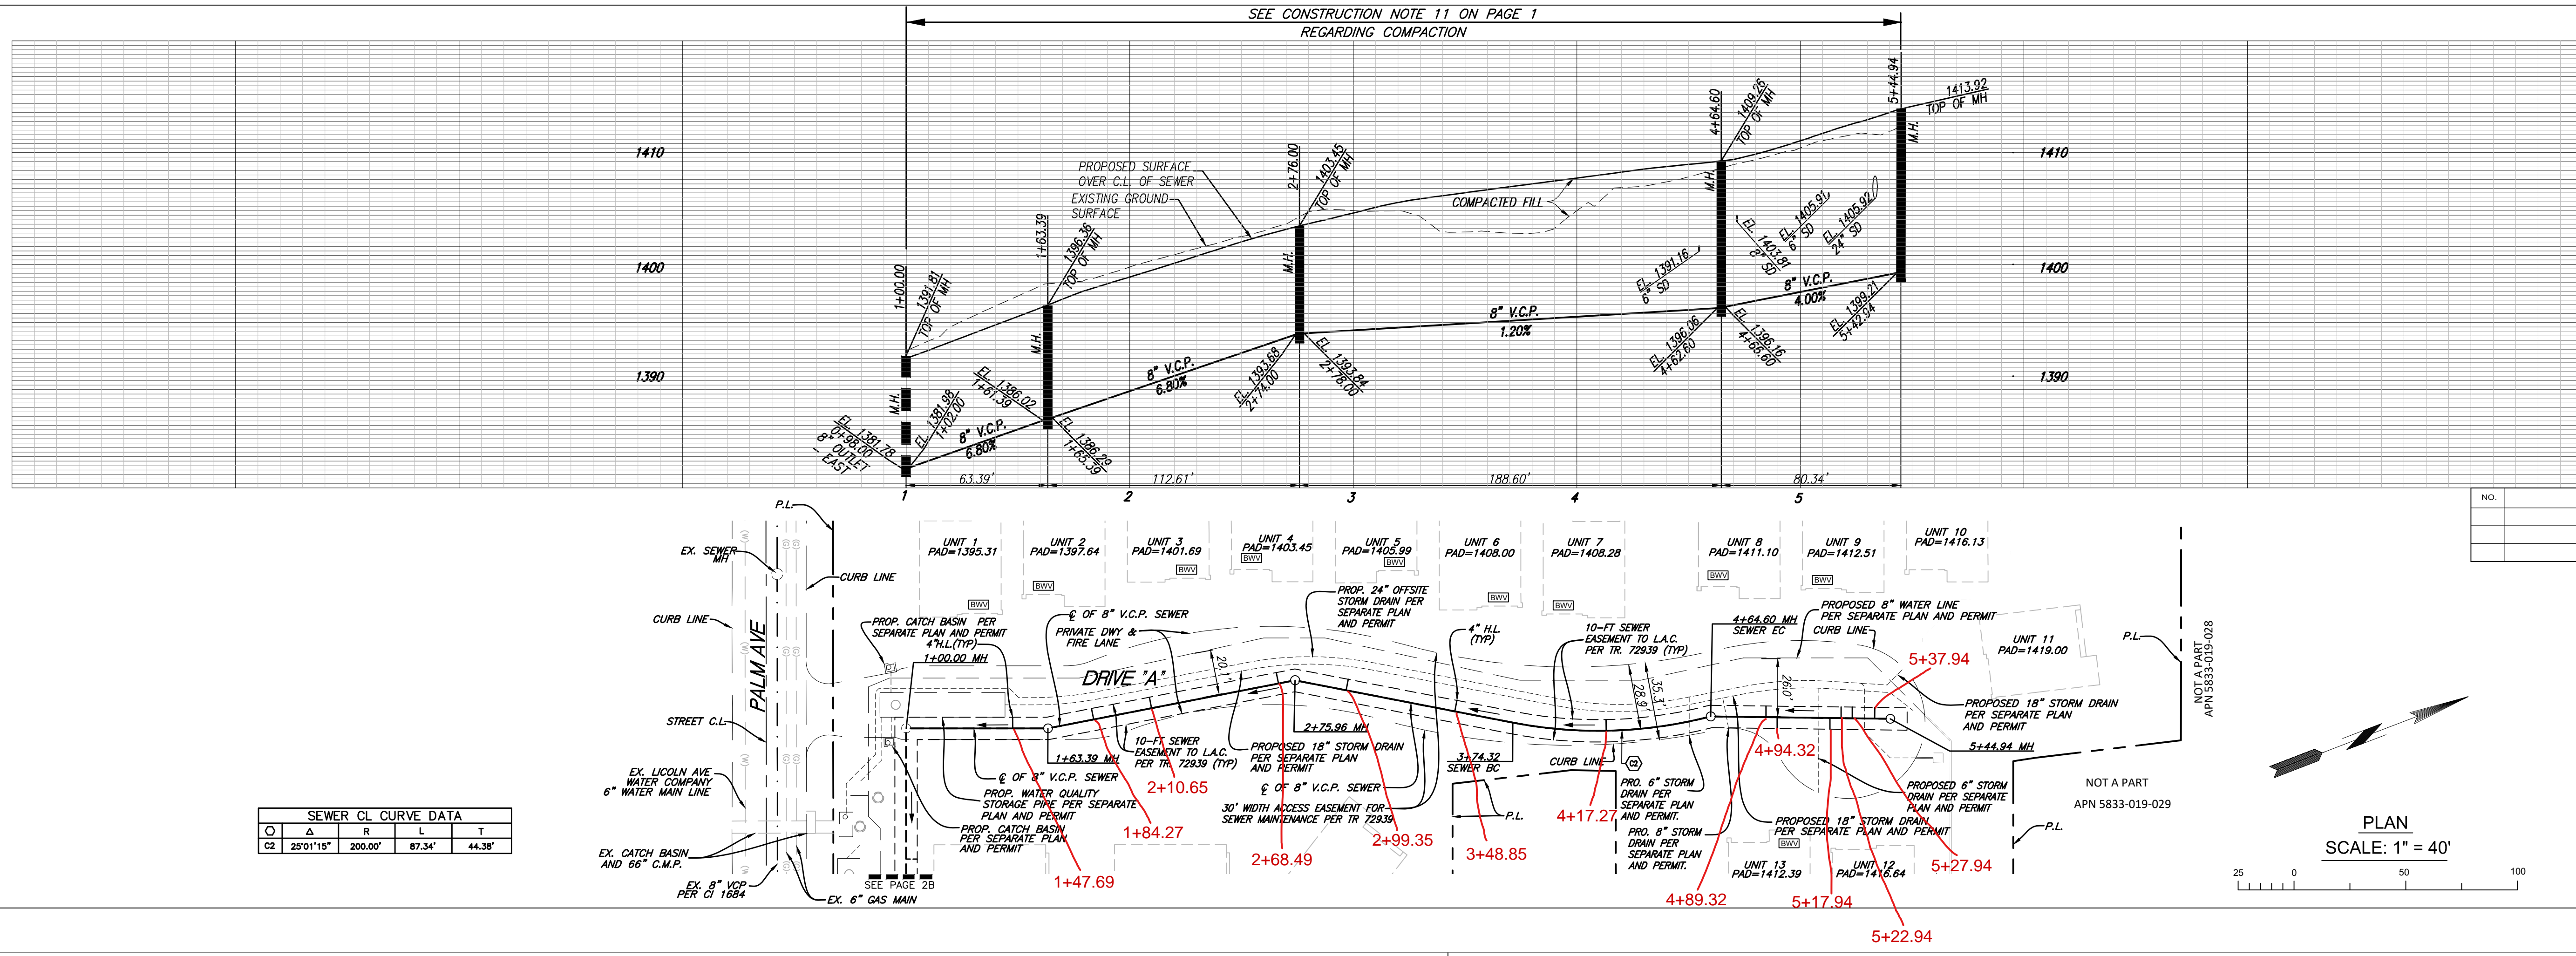 SEE CONSTRUCTION NOTE 11 ON PAGE 1
REGARDING COMPACTION
1410
1400
1390
1410
1400
1390
1+00.00
1391.81
TOP OF MH
M.H.
EL. 1381.78
0+98.00
8" OUTLET
- EAST
EL. 1381.98
1+02.00
8" V.C.P.
6.80%
EL. 1386.02
1+61.39
1+63.39
1396.36
TOP OF MH
M.H.
EL. 1386.29
1+65.39
PROPOSED SURFACE
OVER C.L. OF SEWER
EXISTING GROUND
SURFACE
8" V.C.P.
6.80%
EL. 1393.68
2+74.00
2+76.00
1403.45
TOP OF MH
M.H.
EL. 1393.84
2+78.00
COMPACTED FILL
8" V.C.P.
1.20%
EL. 1391.16
6" SD
EL. 1396.06
4+62.60
4+64.60
1409.26
TOP OF MH
M.H.
EL. 1396.16
4+66.60
EL. 1403.81
8" SD
EL. 1405.91
6" SD
EL. 1405.92
24" SD
8" V.C.P.
4.00%
EL. 1399.21
5+42.94
5+44.94
1413.92
TOP OF MH
M.H.
63.39'
112.61'
188.60'
80.34'
1
2
3
4
5
NO.
P.L.
EX. SEWER
MH
CURB LINE
CURB LINE
PALM AVE
STREET C.L.
EX. LICOLN AVE
WATER COMPANY
6" WATER MAIN LINE
EX. CATCH BASIN
AND 66" C.M.P.
EX. 8" VCP
PER CI 1684
EX. 6" GAS MAIN
(W)
(G)
(G)
(W)
(G)
(G)
(W)
SEE PAGE 2B
UNIT 1
PAD=1395.31
BWV
UNIT 2
PAD=1397.64
BWV
UNIT 3
PAD=1401.69
BWV
UNIT 4
PAD=1403.45
BWV
UNIT 5
PAD=1405.99
BWV
UNIT 6
PAD=1408.00
BWV
UNIT 7
PAD=1408.28
BWV
UNIT 8
PAD=1411.10
BWV
UNIT 9
PAD=1412.51
BWV
UNIT 10
PAD=1416.13
UNIT 11
PAD=1419.00
PROP. CATCH BASIN PER
SEPARATE PLAN AND PERMIT
4"H.L.(TYP)
1+00.00 MH
℄ OF 8" V.C.P. SEWER
PRIVATE DWY &
FIRE LANE
DRIVE "A"
20.1'
PROP. 24" OFFSITE
STORM DRAIN PER
SEPARATE PLAN
AND PERMIT
4" H.L.
(TYP)
10-FT SEWER
EASEMENT TO L.A.C.
PER TR. 72939 (TYP)
28.9'
35.3'
4+64.60 MH
SEWER EC
PROPOSED 8" WATER LINE
PER SEPARATE PLAN AND PERMIT
CURB LINE
26.0'
5+37.94
P.L.
NOT A PART
APN 5833-019-028
PROPOSED 18" STORM DRAIN
PER SEPARATE PLAN
AND PERMIT
5+44.94 MH
4+94.32
1+63.39 MH
10-FT SEWER
EASEMENT TO L.A.C.
PER TR. 72939 (TYP)
2+75.96 MH
PROPOSED 18" STORM DRAIN
PER SEPARATE PLAN
AND PERMIT
3+74.32
SEWER BC
CURB LINE
C2
℄ OF 8" V.C.P. SEWER
PROP. WATER QUALITY
STORAGE PIPE PER SEPARATE
PLAN AND PERMIT
PROP. CATCH BASIN
PER SEPARATE PLAN
AND PERMIT
2+10.65
1+84.27
1+47.69
℄ OF 8" V.C.P. SEWER
30' WIDTH ACCESS EASEMENT FOR
SEWER MAINTENANCE PER TR 72939
2+68.49
2+99.35
3+48.85
P.L.
4+17.27
PRO. 6" STORM
DRAIN PER
SEPARATE PLAN
AND PERMIT.
PRO. 8" STORM
DRAIN PER
SEPARATE PLAN
AND PERMIT.
PROPOSED 18" STORM DRAIN
PER SEPARATE PLAN AND PERMIT
PROPOSED 6" STORM
DRAIN PER SEPARATE
PLAN AND PERMIT
BWV
UNIT 13
PAD=1412.39
UNIT 12
PAD=1416.64
4+89.32
5+17.94
5+27.94
5+22.94
NOT A PART
APN 5833-019-029
P.L.
SEWER CL CURVE DATA
Δ R L T
C2 25°01'15" 200.00' 87.34' 44.38'
PLAN
SCALE: 1" = 40'
25 0 50 100